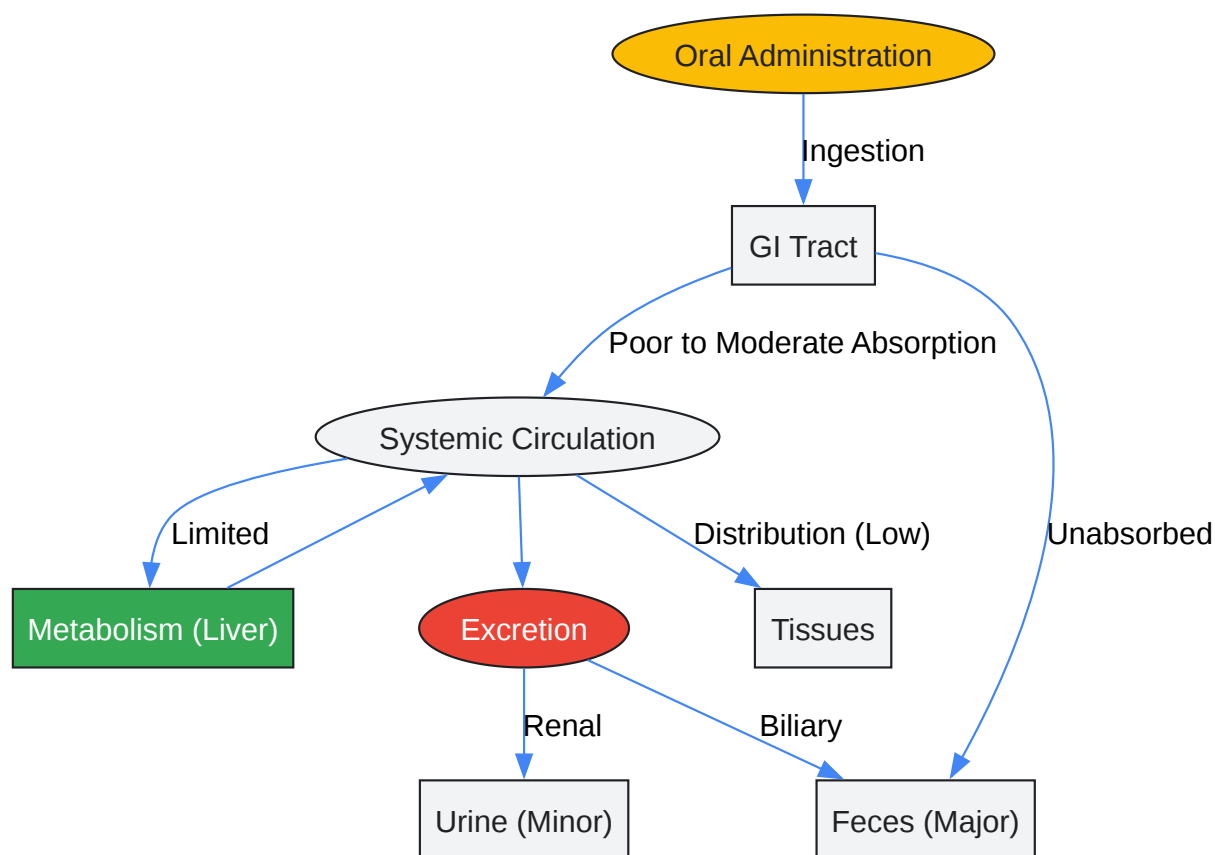 Oral Administration
Ingestion
GI Tract
Poor to Moderate Absorption
Systemic Circulation
Limited
Distribution (Low)
Unabsorbed
Metabolism (Liver)
Excretion
Tissues
Renal
Biliary
Urine (Minor)
Feces (Major)